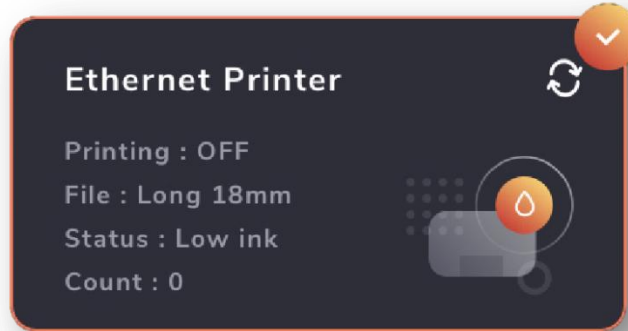 Ethernet Printer
Printing : OFF
File : Long 18mm
Status : Low ink
Count : 0